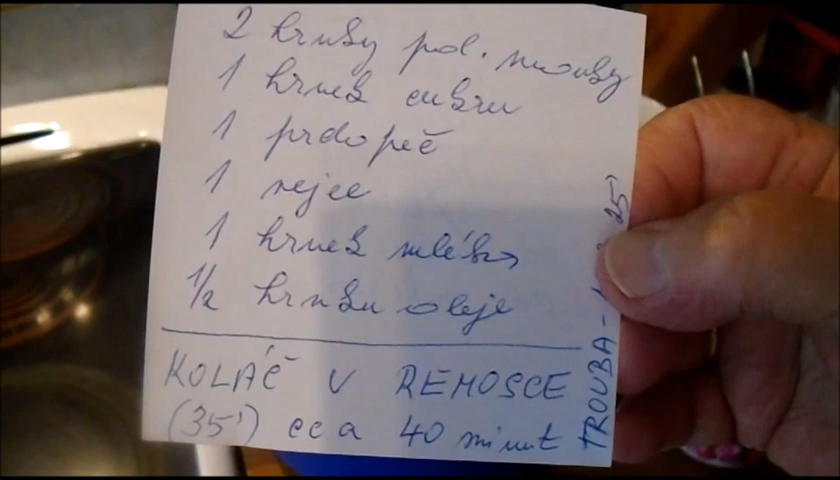 2 hrnky pol. mouky
1 hrnek cukru
1 prdopeč
1 vejce
1 hrnek mléka
1/2 hrnku oleje
KOLÁČ V REMOSCE
(35') cca 40 minut
TROUBA - 25'